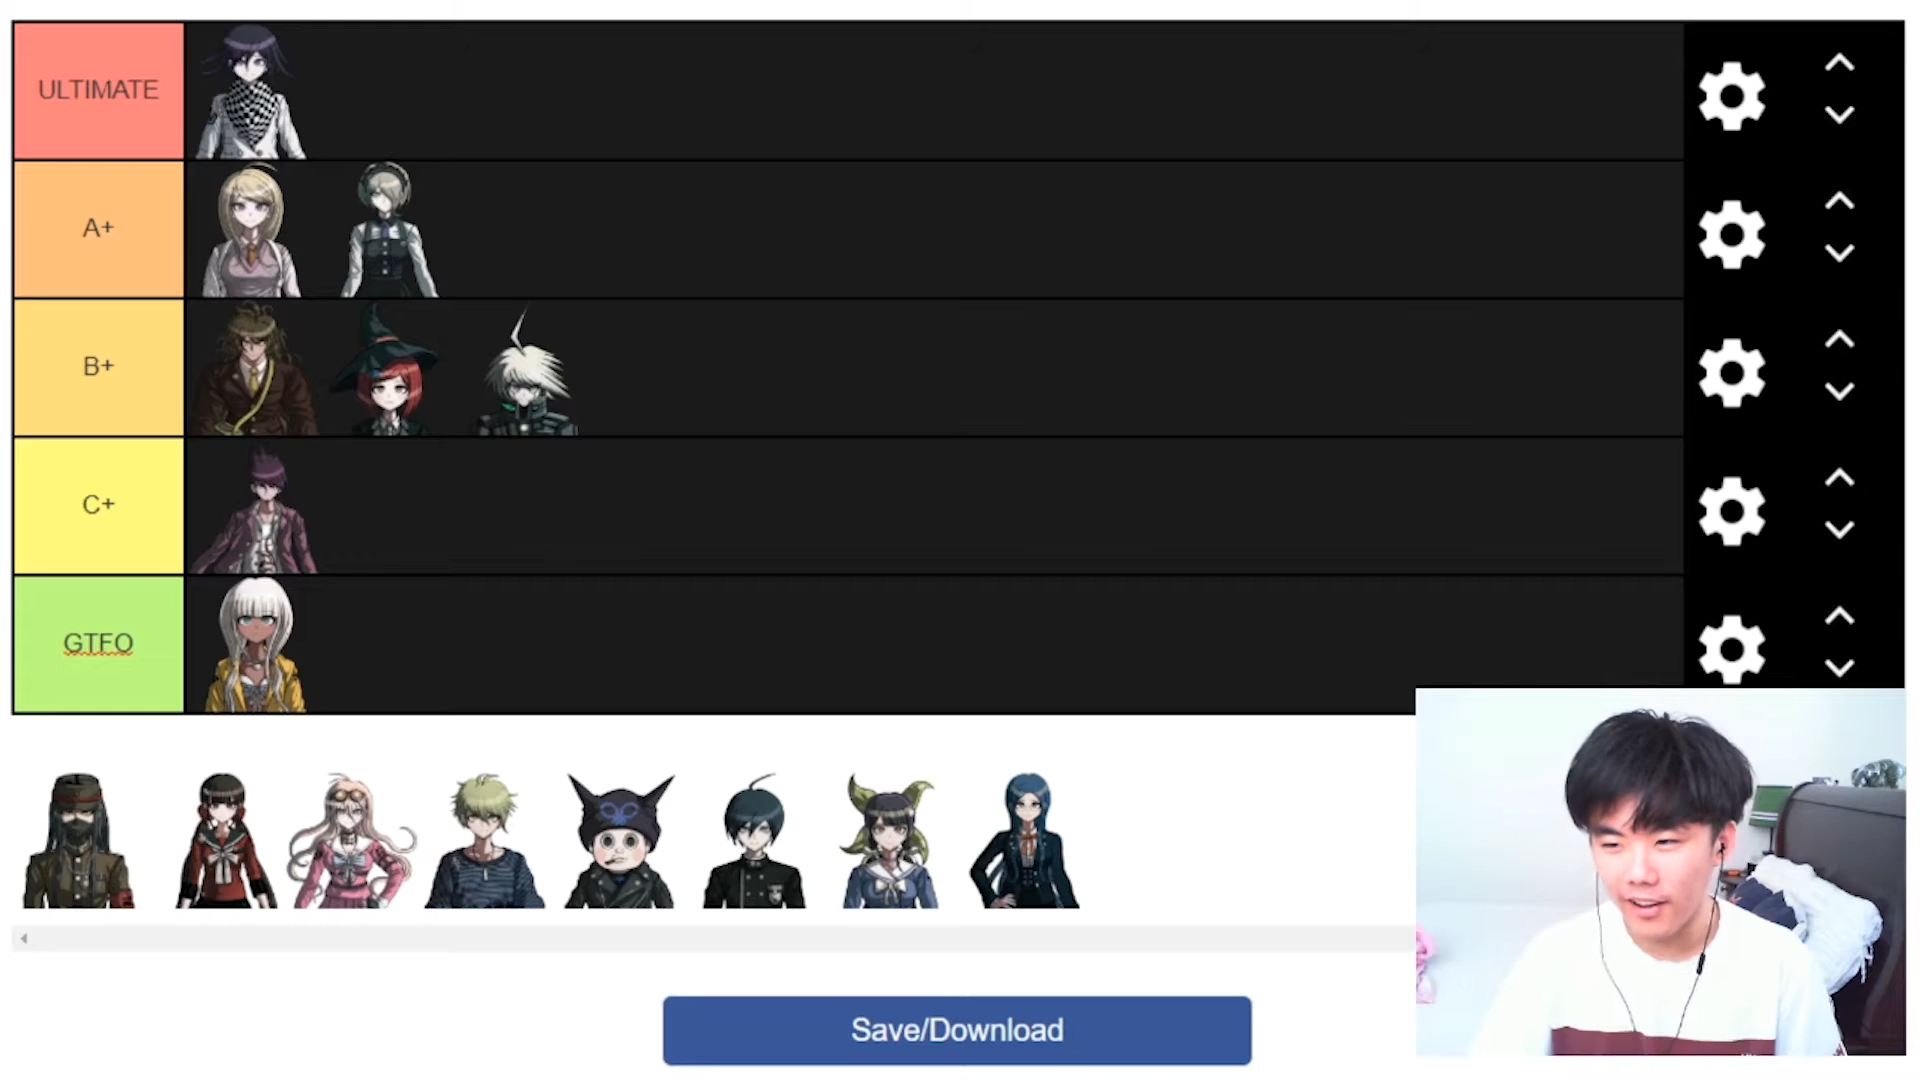 ULTIMATE
A+
B+
C+
GTFO
Save/Download